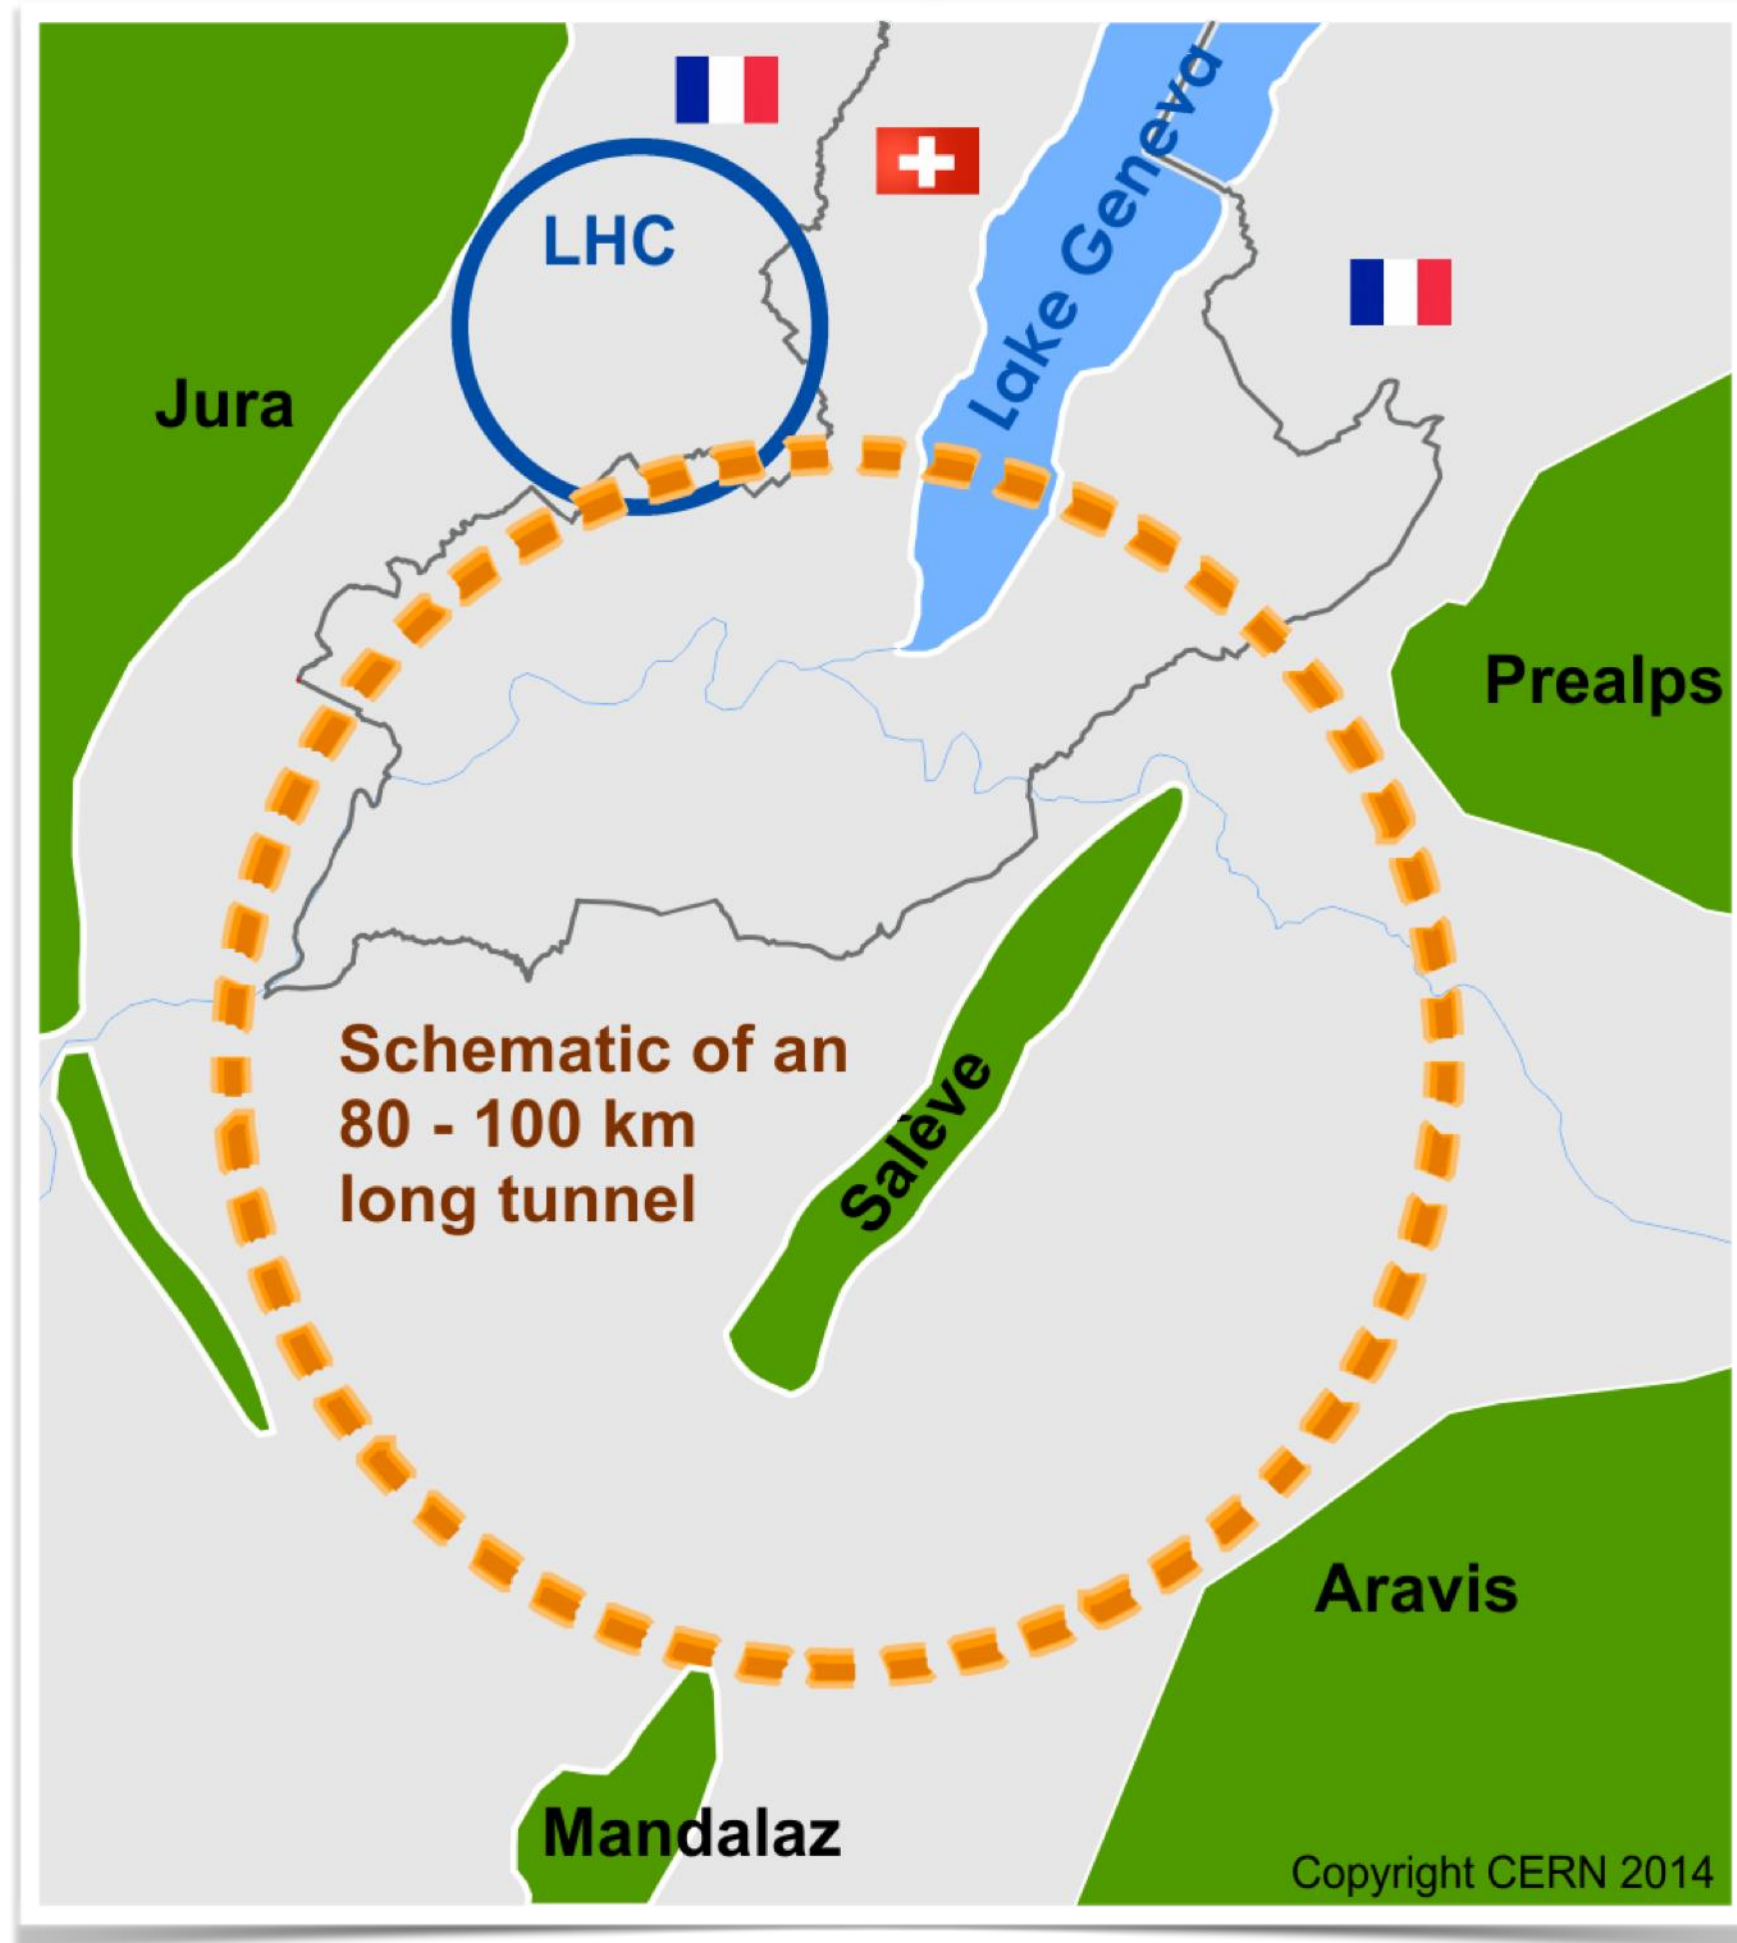 LHC
Lake Geneva
Jura
Prealps
Schematic of an
80 - 100 km
long tunnel
Salève
Aravis
Mandalaz
Copyright CERN 2014